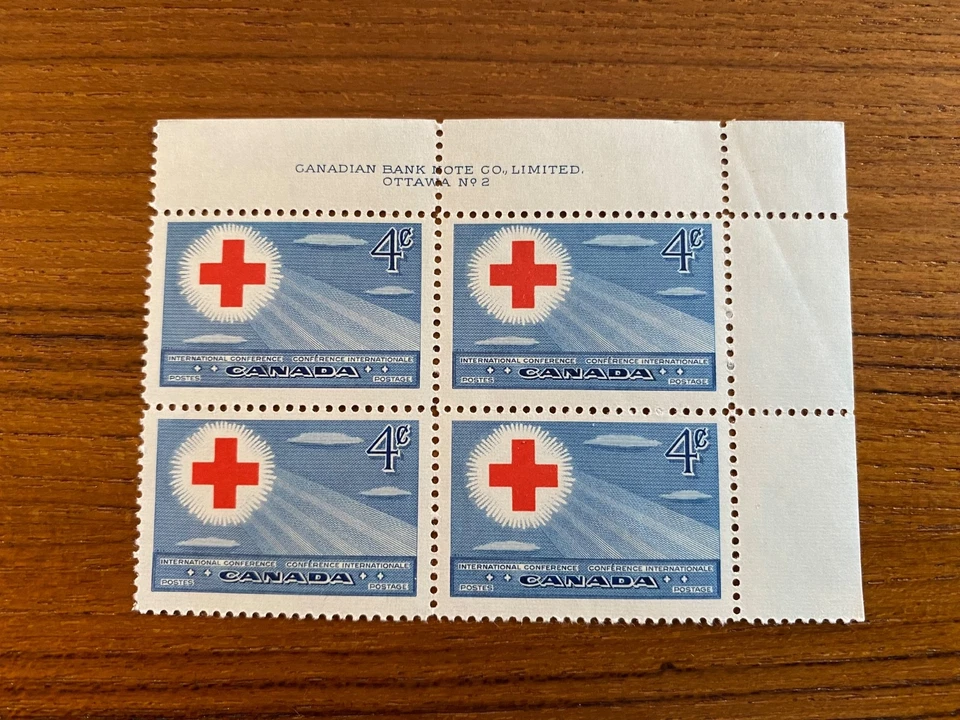 CANADIAN BANK NOTE CO., LIMITED.
OTTAWA Nº 2
4¢
INTERNATIONAL CONFERENCE CONFÉRENCE INTERNATIONALE
POSTES CANADA POSTAGE
4¢
INTERNATIONAL CONFERENCE CONFÉRENCE INTERNATIONALE
POSTES CANADA POSTAGE
4¢
INTERNATIONAL CONFERENCE CONFÉRENCE INTERNATIONALE
POSTES CANADA POSTAGE
4¢
INTERNATIONAL CONFERENCE CONFÉRENCE INTERNATIONALE
POSTES CANADA POSTAGE